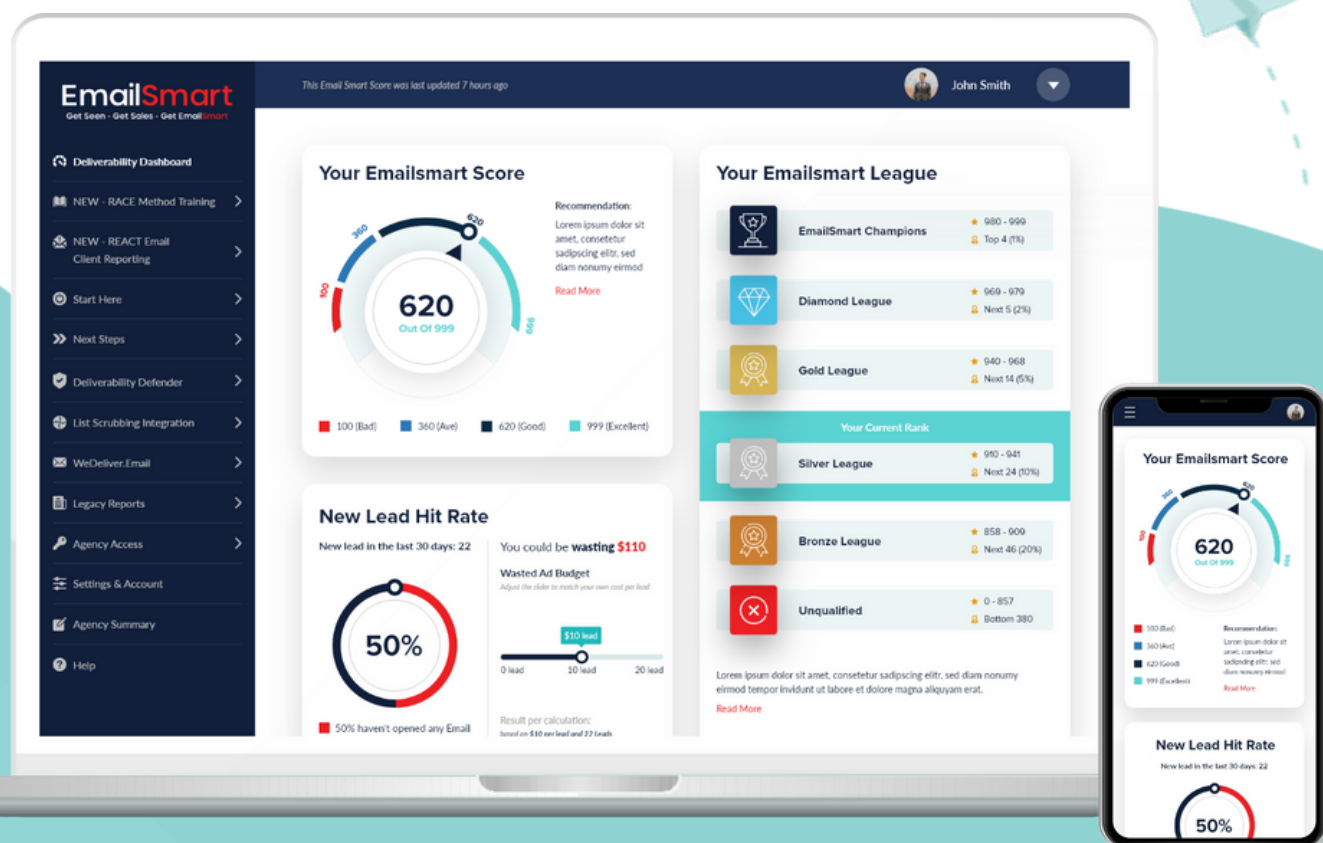 EmailSmart
Get Seen - Get Sales - Get EmailSmart
Deliverability Dashboard
NEW - RACE Method Training
NEW - REACT Email
Client Reporting
Start Here
Next Steps
Deliverability Defender
List Scrubbing Integration
WeDeliver.Email
Legacy Reports
Agency Access
Settings & Account
Agency Summary
Help
This Email Smart Score was last updated 7 hours ago
John Smith
Your Emailsmart Score
100
360
620
999
620
Out Of 999
Recommendation:
Lorem ipsum dolor sit
amet, consetetur
sadipscing elitr, sed
diam nonumy eirmod
Read More
100 (Bad)
360 (Ave)
620 (Good)
999 (Excellent)
New Lead Hit Rate
New lead in the last 30 days: 22
50%
50% haven't opened any Email
You could be wasting $110
Wasted Ad Budget
Adjust the slider to match your own cost per lead
$10 lead
0 lead
10 lead
20 lead
Result per calculation:
based on $10 per lead and 22 Leads
Your Emailsmart League
EmailSmart Champions
980 - 999
Top 4 (1%)
Diamond League
969 - 979
Next 5 (2%)
Gold League
940 - 968
Next 14 (5%)
Your Current Rank
Silver League
910 - 941
Next 24 (10%)
Bronze League
858 - 909
Next 46 (20%)
Unqualified
0 - 857
Bottom 380
Lorem ipsum dolor sit amet, consetetur sadipscing elitr, sed diam nonumy
eirmod tempor invidunt ut labore et dolore magna aliquyam erat.
Read More
Your Emailsmart Score
100
360
620
999
620
Out Of 999
100 (Bad)
360 (Ave)
620 (Good)
999 (Excellent)
Recommendation:
Lorem ipsum dolor sit
amet, consetetur
sadipscing elitr, sed
diam nonumy eirmod
Read More
New Lead Hit Rate
New lead in the last 30 days: 22
50%